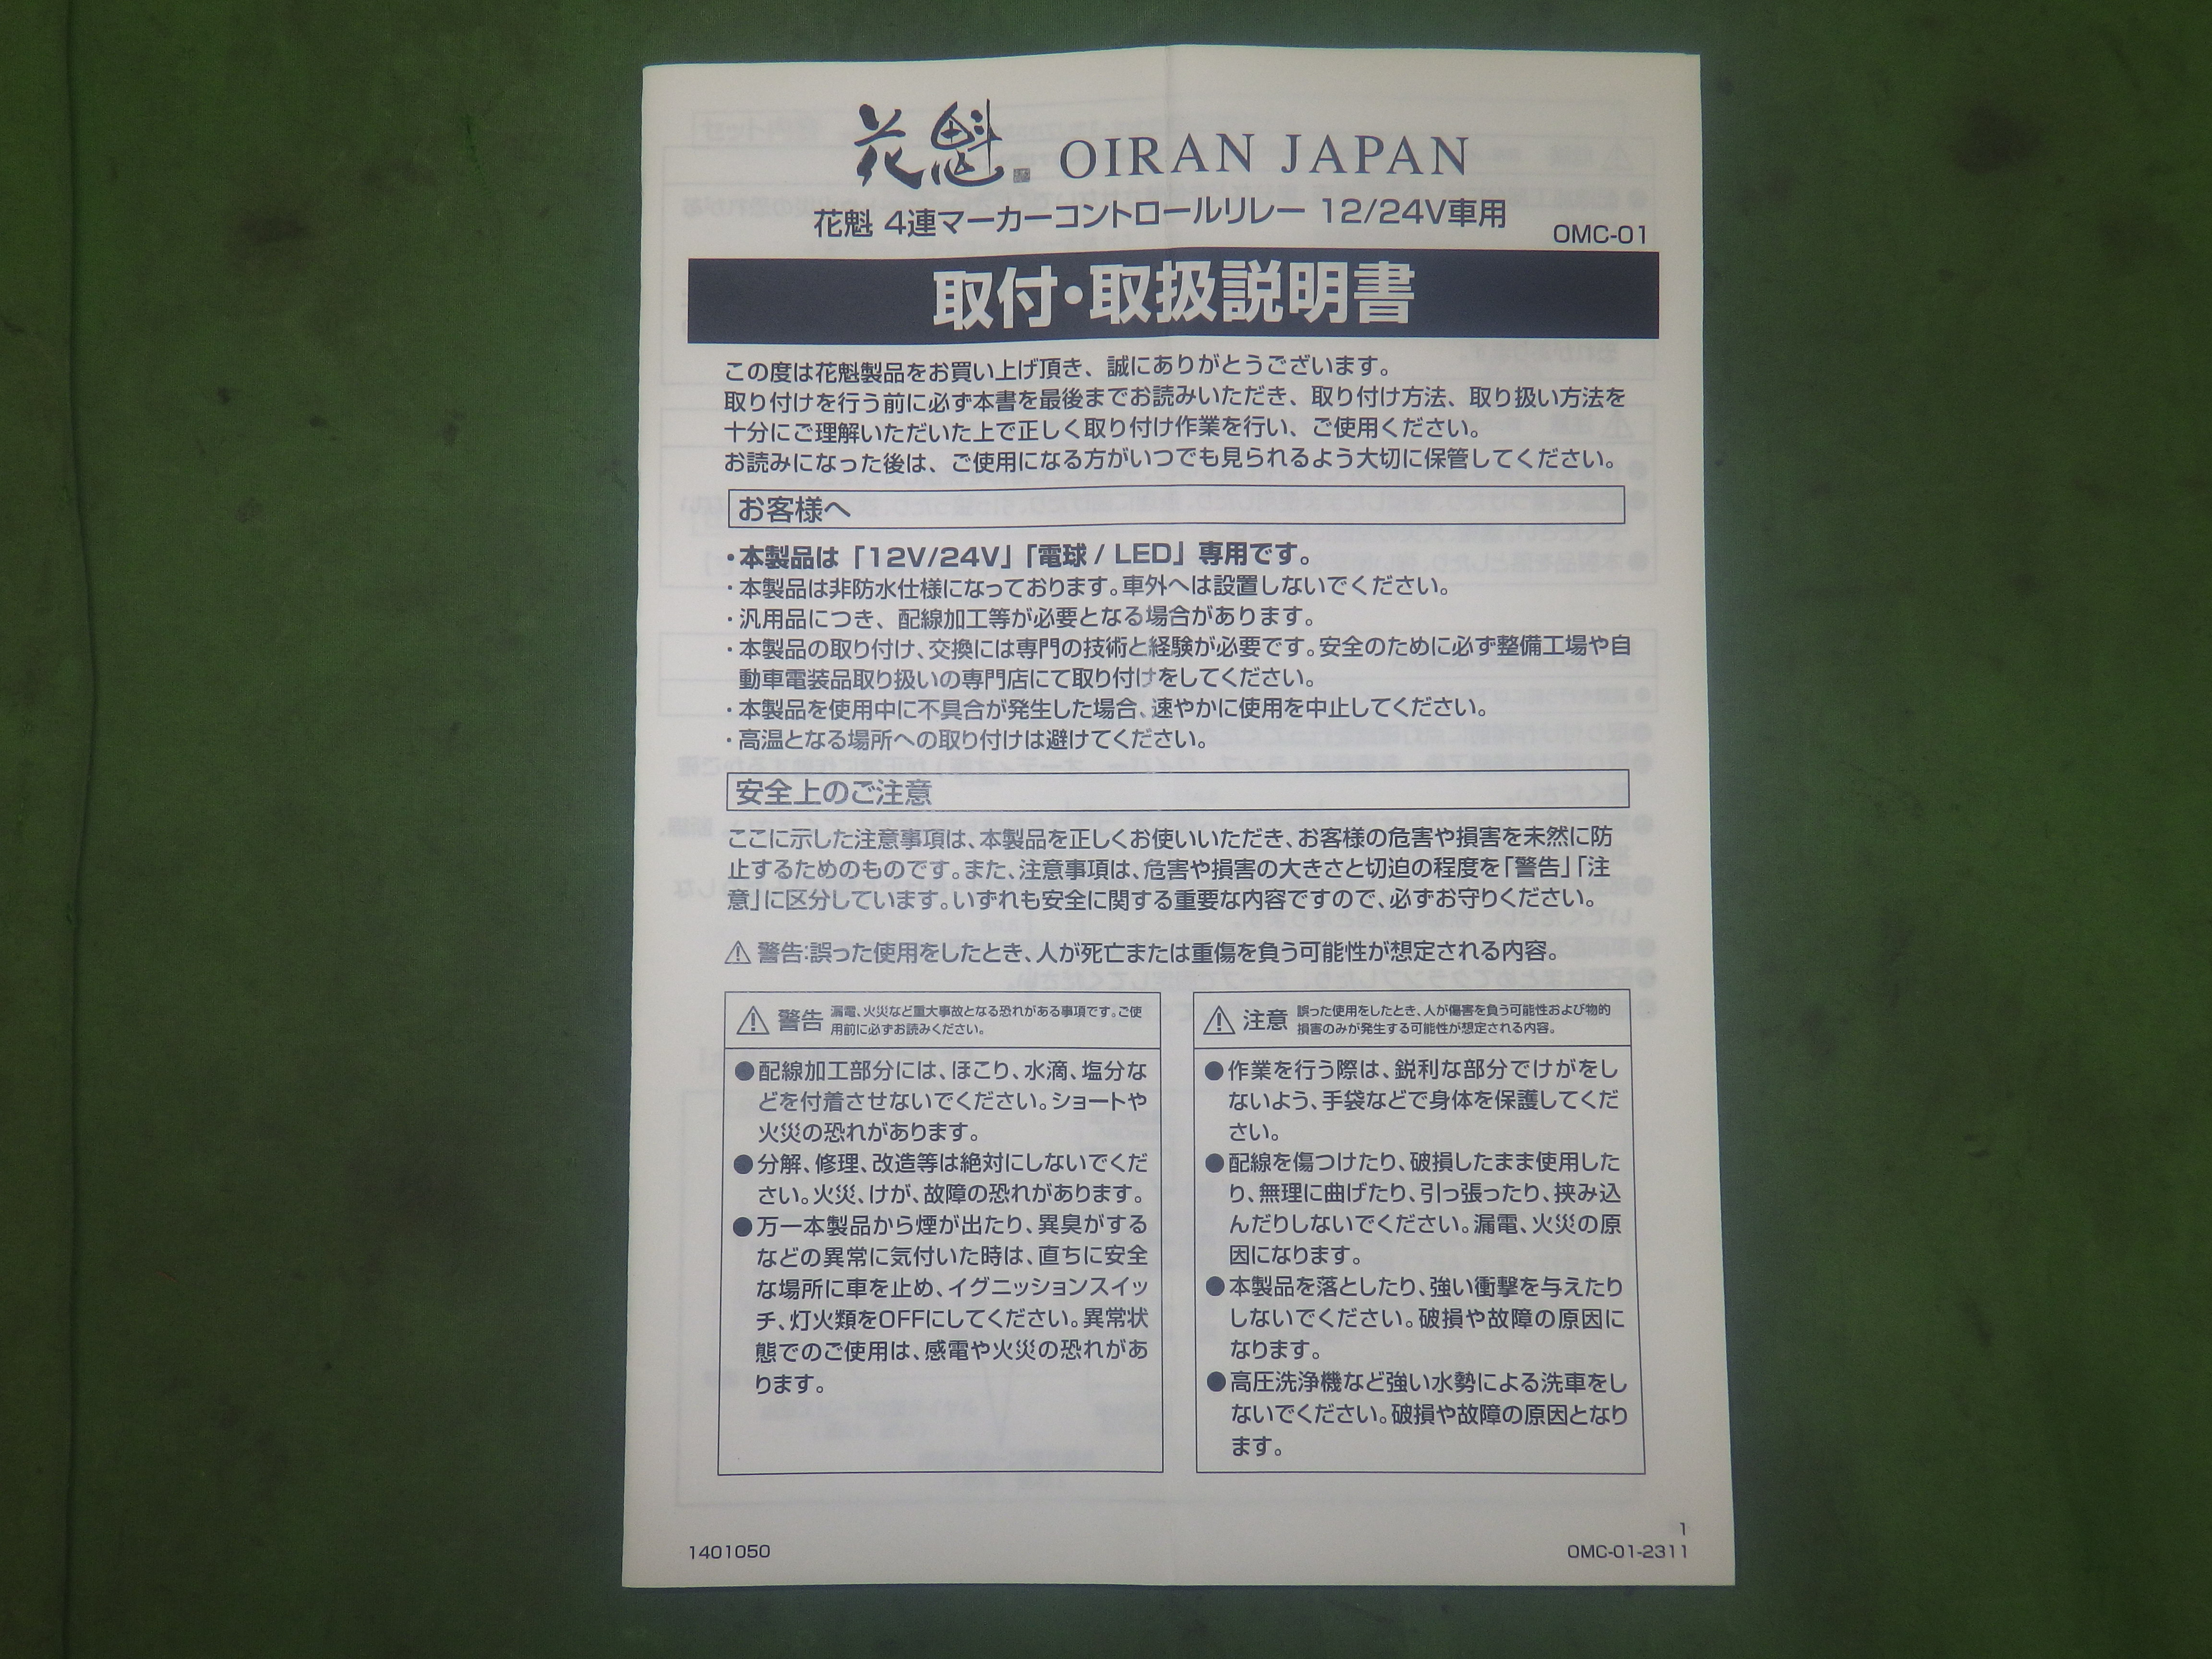 花魁 OIRAN JAPAN
花魁 4連マーカーコントロールリレー 12/24V車用
OMC-01
取付・取扱説明書
この度は花魁製品をお買い上げ頂き、誠にありがとうございます。
取り付けを行う前に必ず本書を最後までお読みいただき、取り付け方法、取り扱い方法を
十分にご理解いただいた上で正しく取り付け作業を行い、ご使用ください。
お読みになった後は、ご使用になる方がいつでも見られるよう大切に保管してください。
お客様へ
・本製品は「12V/24V」「電球 / LED」専用です。
・本製品は非防水仕様になっております。車外へは設置しないでください。
・汎用品につき、配線加工等が必要となる場合があります。
・本製品の取り付け、交換には専門の技術と経験が必要です。安全のために必ず整備工場や自
動車電装品取り扱いの専門店にて取り付けをしてください。
・本製品を使用中に不具合が発生した場合、速やかに使用を中止してください。
・高温となる場所への取り付けは避けてください。
安全上のご注意
ここに示した注意事項は、本製品を正しくお使いいただき、お客様の危害や損害を未然に防
止するためのものです。また、注意事項は、危害や損害の大きさと切迫の程度を「警告」「注
意」に区分しています。いずれも安全に関する重要な内容ですので、必ずお守りください。
⚠ 警告:誤った使用をしたとき、人が死亡または重傷を負う可能性が想定される内容。
⚠ 警告 漏電、火災など重大事故となる恐れがある事項です。ご使
用前に必ずお読みください。
●配線加工部分には、ほこり、水滴、塩分な
どを付着させないでください。ショートや
火災の恐れがあります。
●分解、修理、改造等は絶対にしないでくだ
さい。火災、けが、故障の恐れがあります。
●万一本製品から煙が出たり、異臭がする
などの異常に気付いた時は、直ちに安全
な場所に車を止め、イグニッションスイッ
チ、灯火類をOFFにしてください。異常状
態でのご使用は、感電や火災の恐れがあ
ります。
⚠ 注意 誤った使用をしたとき、人が傷害を負う可能性および物的
損害のみが発生する可能性が想定される内容。
●作業を行う際は、鋭利な部分でけがをし
ないよう、手袋などで身体を保護してくだ
さい。
●配線を傷つけたり、破損したまま使用した
り、無理に曲げたり、引っ張ったり、挟み込
んだりしないでください。漏電、火災の原
因になります。
●本製品を落としたり、強い衝撃を与えたり
しないでください。破損や故障の原因に
なります。
●高圧洗浄機など強い水勢による洗車をし
ないでください。破損や故障の原因となり
ます。
1
1401050
OMC-01-2311